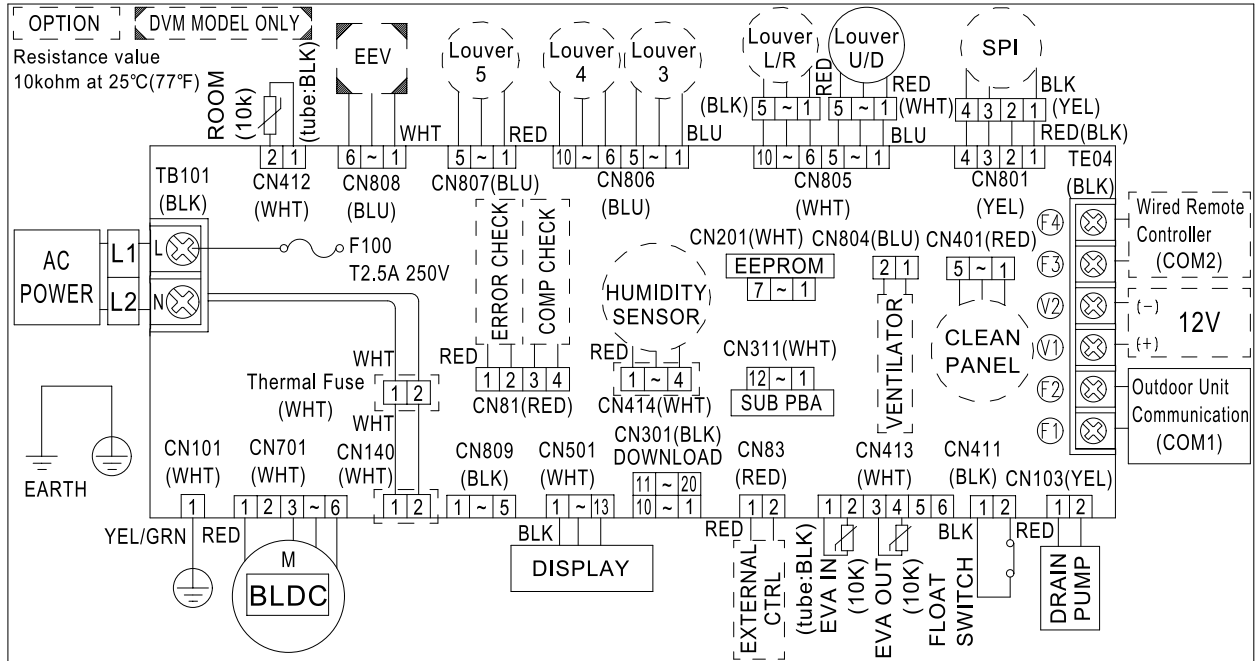 OPTION
DVM MODEL ONLY
Resistance value
10kohm at 25℃(77℉)
ROOM
(10k)
(tube:BLK)
EEV
WHT
Louver
5
RED
Louver
4
Louver
3
BLU
Louver
L/R
RED
Louver
U/D
RED
(WHT)
(BLK)
5 ~ 1
5 ~ 1
BLU
SPI
BLK
(YEL)
4 3 2 1
RED(BLK)
2 1
6 ~ 1
5 ~ 1
10 ~ 6 5 ~ 1
10 ~ 6 5 ~ 1
4 3 2 1
TB101
(BLK)
CN412
(WHT)
CN808
(BLU)
CN807(BLU)
CN806
(BLU)
CN805
(WHT)
CN801
(YEL)
TE04
(BLK)
AC
POWER
L1
L2
L
N
F100
T2.5A 250V
ERROR CHECK
COMP CHECK
RED
1 2 3 4
CN81(RED)
HUMIDITY
SENSOR
RED
1 ~ 4
CN414(WHT)
CN201(WHT)
EEPROM
7 ~ 1
CN311(WHT)
12 ~ 1
SUB PBA
CN804(BLU)
2 1
VENTILATOR
CN401(RED)
5 ~ 1
CLEAN
PANEL
F4
F3
V2
V1
F2
F1
Wired Remote
Controller
(COM2)
(-)
12V
(+)
Outdoor Unit
Communication
(COM1)
WHT
Thermal Fuse
(WHT)
1 2
WHT
EARTH
CN101
(WHT)
CN701
(WHT)
CN140
(WHT)
CN809
(BLK)
CN501
(WHT)
CN301(BLK)
DOWNLOAD
11 ~ 20
10 ~ 1
CN83
(RED)
CN413
(WHT)
CN411
(BLK)
CN103(YEL)
1
1 2 3 ~ 6
1 2
1 ~ 5
1 ~ 13
1 2
1 2 3 4 5 6
1 2
1 2
YEL/GRN
RED
M
BLDC
BLK
DISPLAY
RED
EXTERNAL
CTRL
(tube:BLK)
EVA IN
(10K)
EVA OUT
(10K)
FLOAT
SWITCH
BLK
RED
DRAIN
PUMP